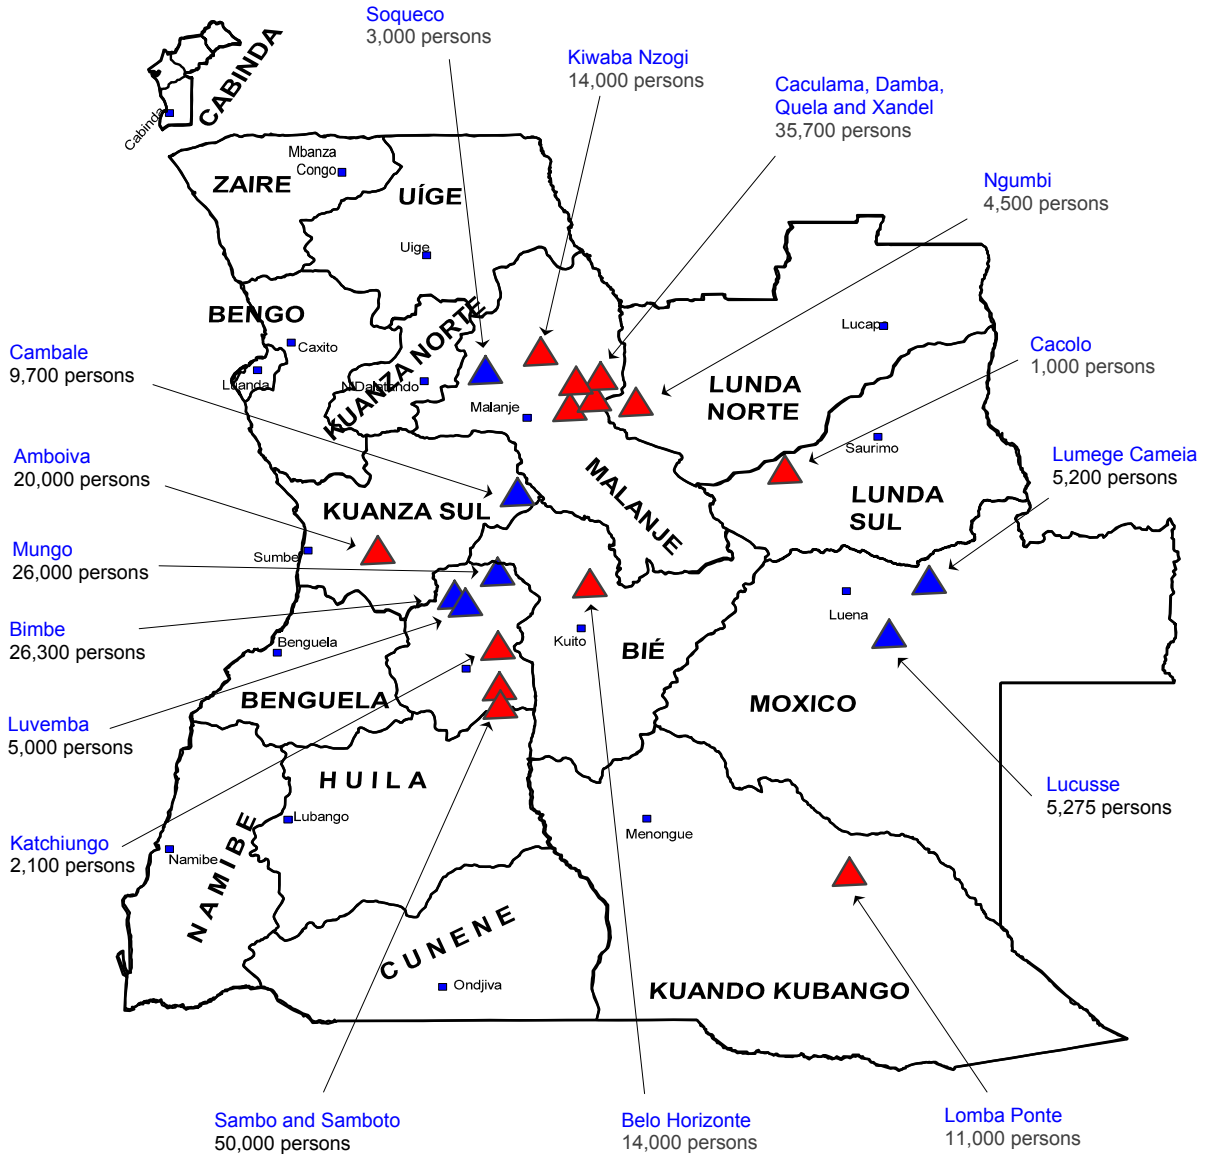 Soqueco
3,000 persons
Kiwaba Nzogi
14,000 persons
Caculama, Damba,
Quela and Xandel
35,700 persons
Ngumbi
4,500 persons
CABINDA
Cabinda
Mbanza
Congo
ZAIRE
UÍGE
Uige
BENGO
Caxito
Luanda
KUANZA NORTE
N'Dalatando
Malanje
Lucapa
LUNDA
NORTE
Cacolo
1,000 persons
Saurimo
LUNDA
SUL
Lumege Cameia
5,200 persons
Cambale
9,700 persons
Amboiva
20,000 persons
KUANZA SUL
MALANJE
Sumbe
Mungo
26,000 persons
Bimbe
26,300 persons
Benguela
BENGUELA
Kuito
BIÉ
Luena
MOXICO
Luvemba
5,000 persons
HUILA
Lubango
Menongue
Lucusse
5,275 persons
Katchiungo
2,100 persons
Namibe
NAMIBE
CUNENE
Ondjiva
KUANDO KUBANGO
Sambo and Samboto
50,000 persons
Belo Horizonte
14,000 persons
Lomba Ponte
11,000 persons